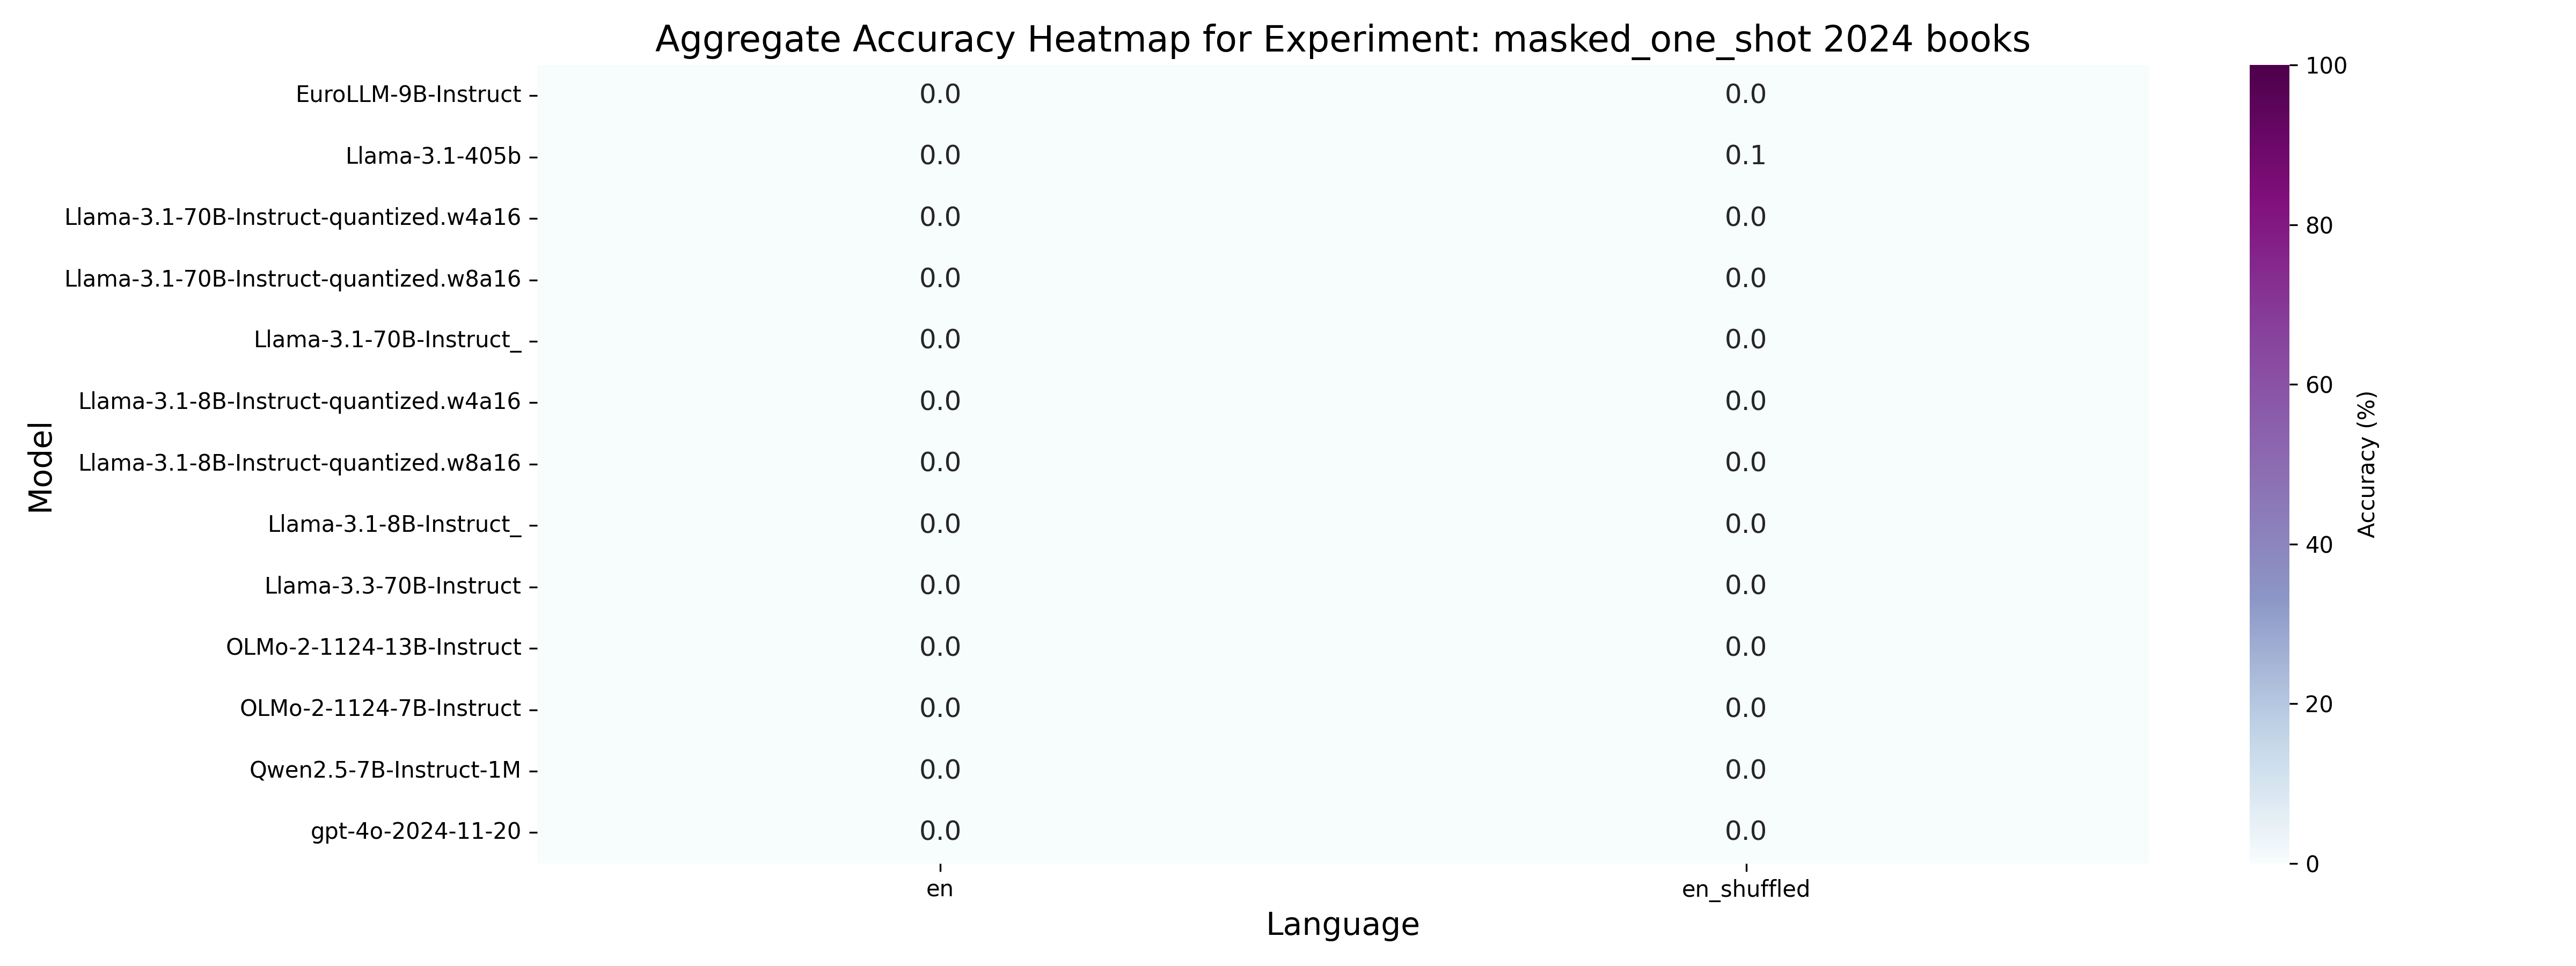 Aggregate Accuracy Heatmap for Experiment: masked_one_shot 2024 books
EuroLLM-9B-Instruct 0.0 0.0
Llama-3.1-405b 0.0 0.1
Llama-3.1-70B-Instruct-quantized.w4a16 0.0 0.0
Llama-3.1-70B-Instruct-quantized.w8a16 0.0 0.0
Llama-3.1-70B-Instruct_ 0.0 0.0
Llama-3.1-8B-Instruct-quantized.w4a16 0.0 0.0
Llama-3.1-8B-Instruct-quantized.w8a16 0.0 0.0
Llama-3.1-8B-Instruct_ 0.0 0.0
Llama-3.3-70B-Instruct 0.0 0.0
OLMo-2-1124-13B-Instruct 0.0 0.0
OLMo-2-1124-7B-Instruct 0.0 0.0
Qwen2.5-7B-Instruct-1M 0.0 0.0
gpt-4o-2024-11-20 0.0 0.0
en en_shuffled
Language
Model
100
80
60
40
20
0
Accuracy (%)